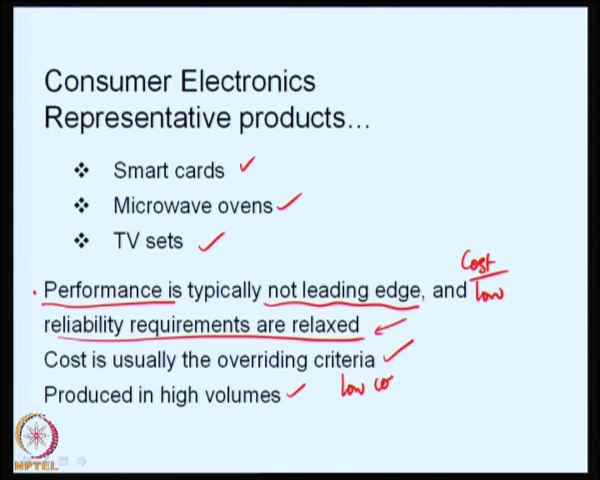 Consumer Electronics
Representative products...
❖ Smart cards
❖ Microwave ovens
❖ TV sets
Cost
Performance is typically not leading edge, and low
reliability requirements are relaxed
Cost is usually the overriding criteria
Produced in high volumes low co
NPTEL